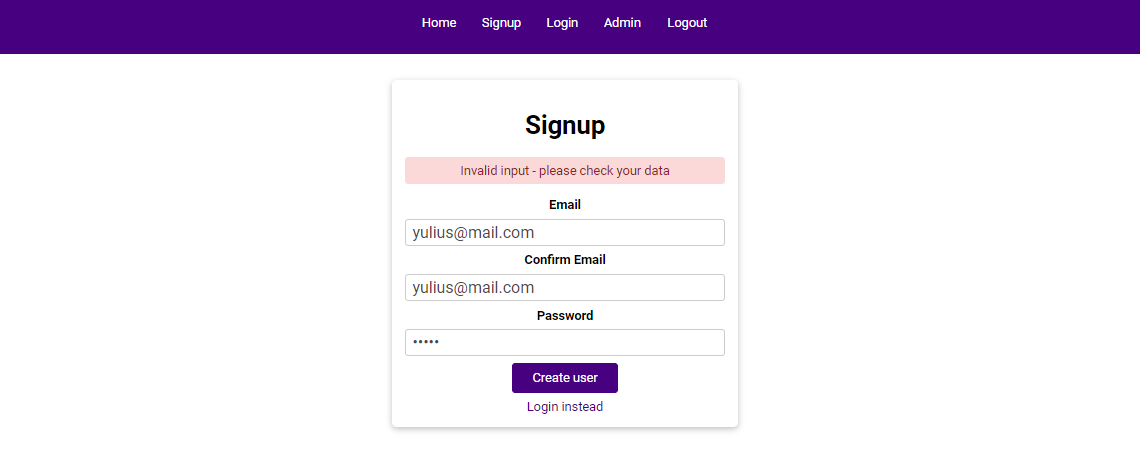 Home Signup Login Admin Logout
Signup
Invalid input - please check your data
Email
yulius@mail.com
Confirm Email
yulius@mail.com
Password
•••••
Create user
Login instead